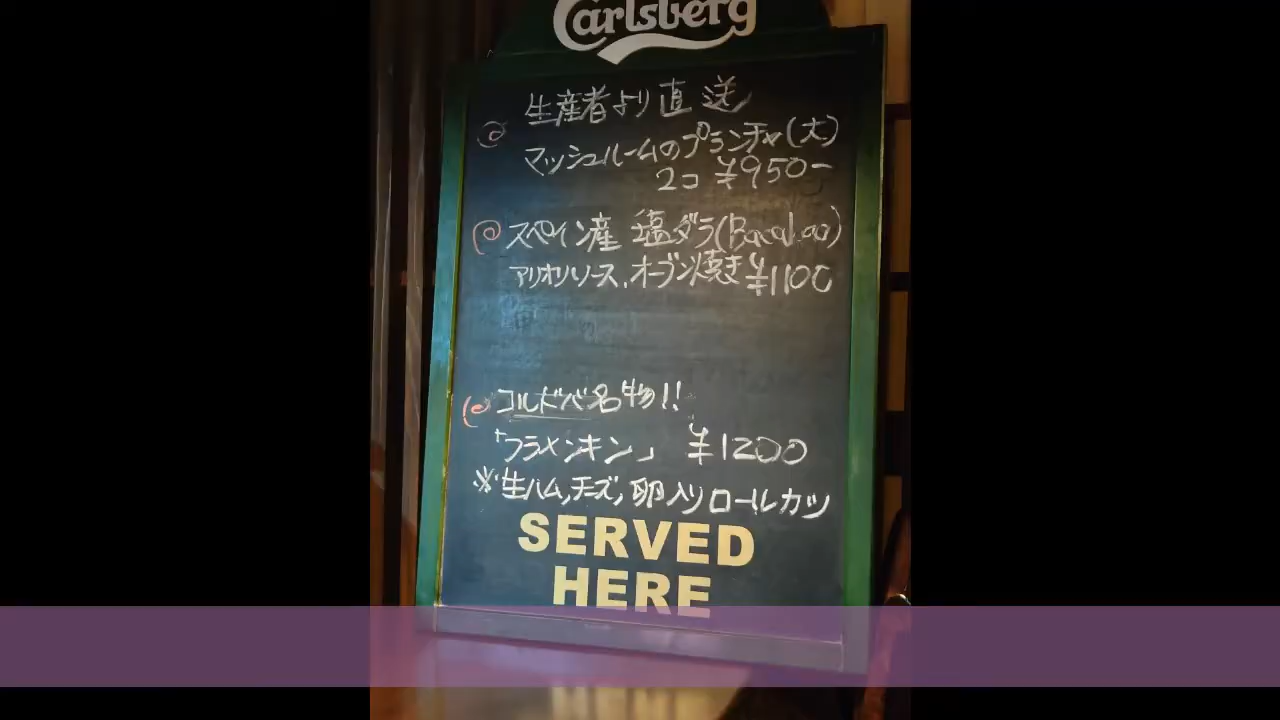 Carlsberg
生産者より直送
マッシュルームのプランチャ(大)
2コ ¥950-
スペイン産 塩ダラ(Bacalao)
アリオリソース,オーブン焼き ¥1100
コルドバ名物!!
「フラメンキン」 ¥1200
※生ハム,チーズ,卵入りロールカツ
SERVED
HERE